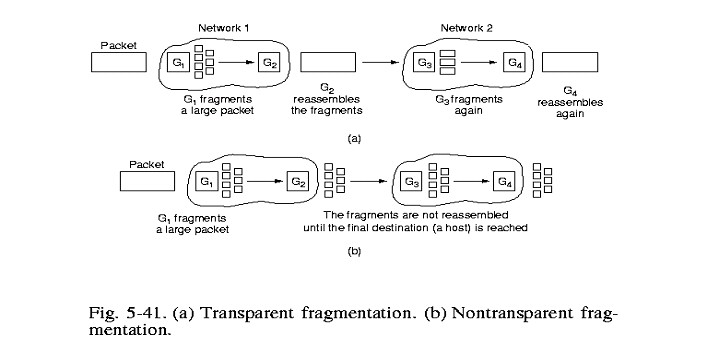 Network 1
Network 2
Packet
G1
G2
G3
G4
G1 fragments
a large packet
G2
reassembles
the fragments
G3 fragments
again
G4
reassembles
again
(a)
Packet
G1
G2
G3
G4
G1 fragments
a large packet
The fragments are not reassembled
until the final destination (a host) is reached
(b)
Fig. 5-41. (a) Transparent fragmentation. (b) Nontransparent frag-
mentation.